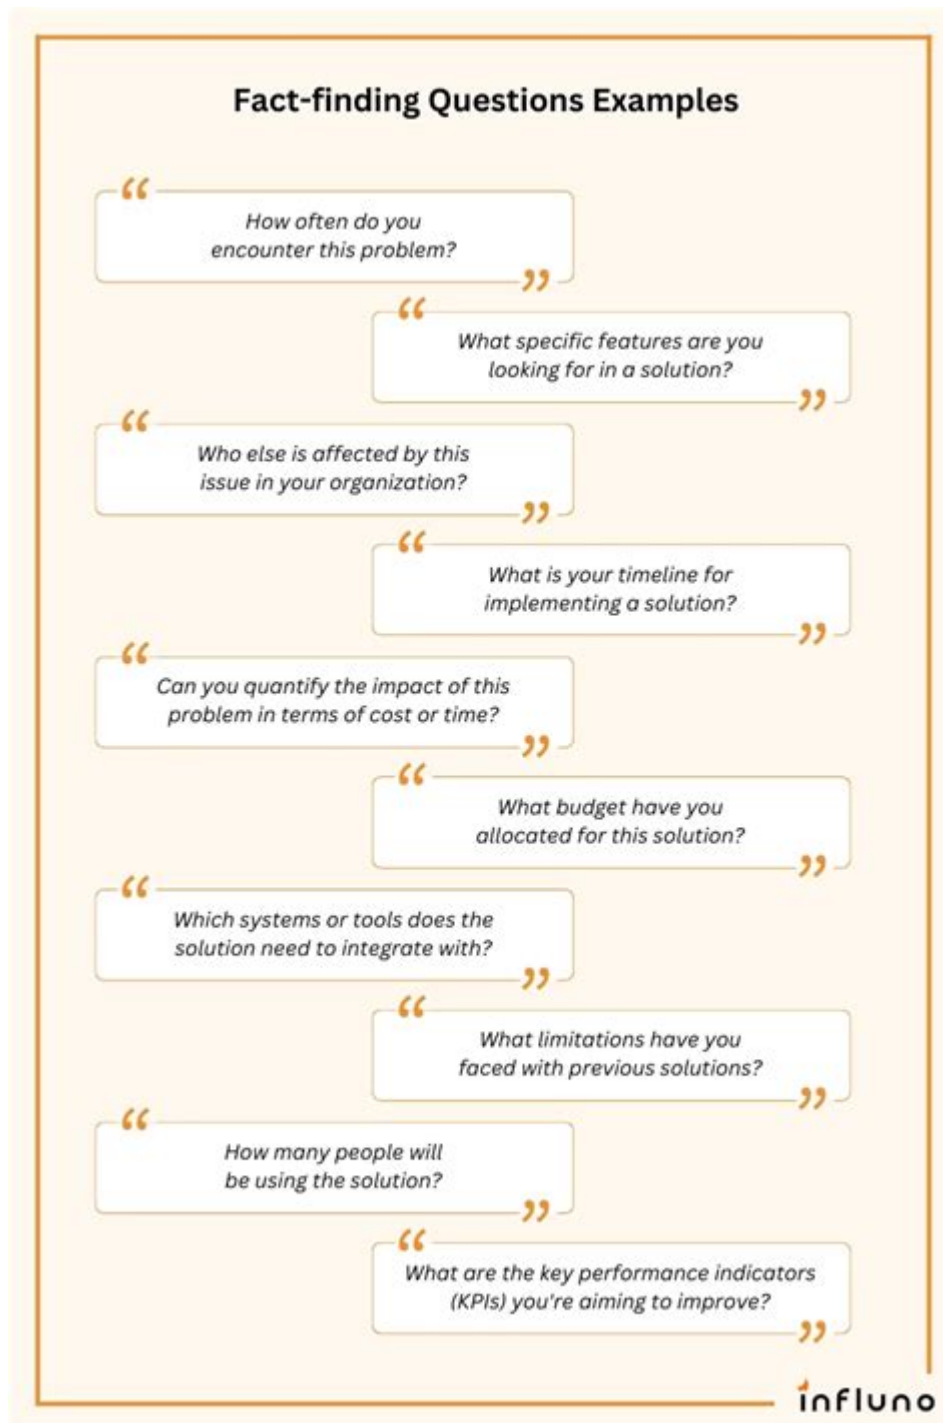 Fact-finding Questions Examples
“
How often do you
encounter this problem?
”
“
What specific features are you
looking for in a solution?
”
“
Who else is affected by this
issue in your organization?
”
“
What is your timeline for
implementing a solution?
”
“
Can you quantify the impact of this
problem in terms of cost or time?
”
“
What budget have you
allocated for this solution?
”
“
Which systems or tools does the
solution need to integrate with?
”
“
What limitations have you
faced with previous solutions?
”
“
How many people will
be using the solution?
”
“
What are the key performance indicators
(KPIs) you're aiming to improve?
”
influno